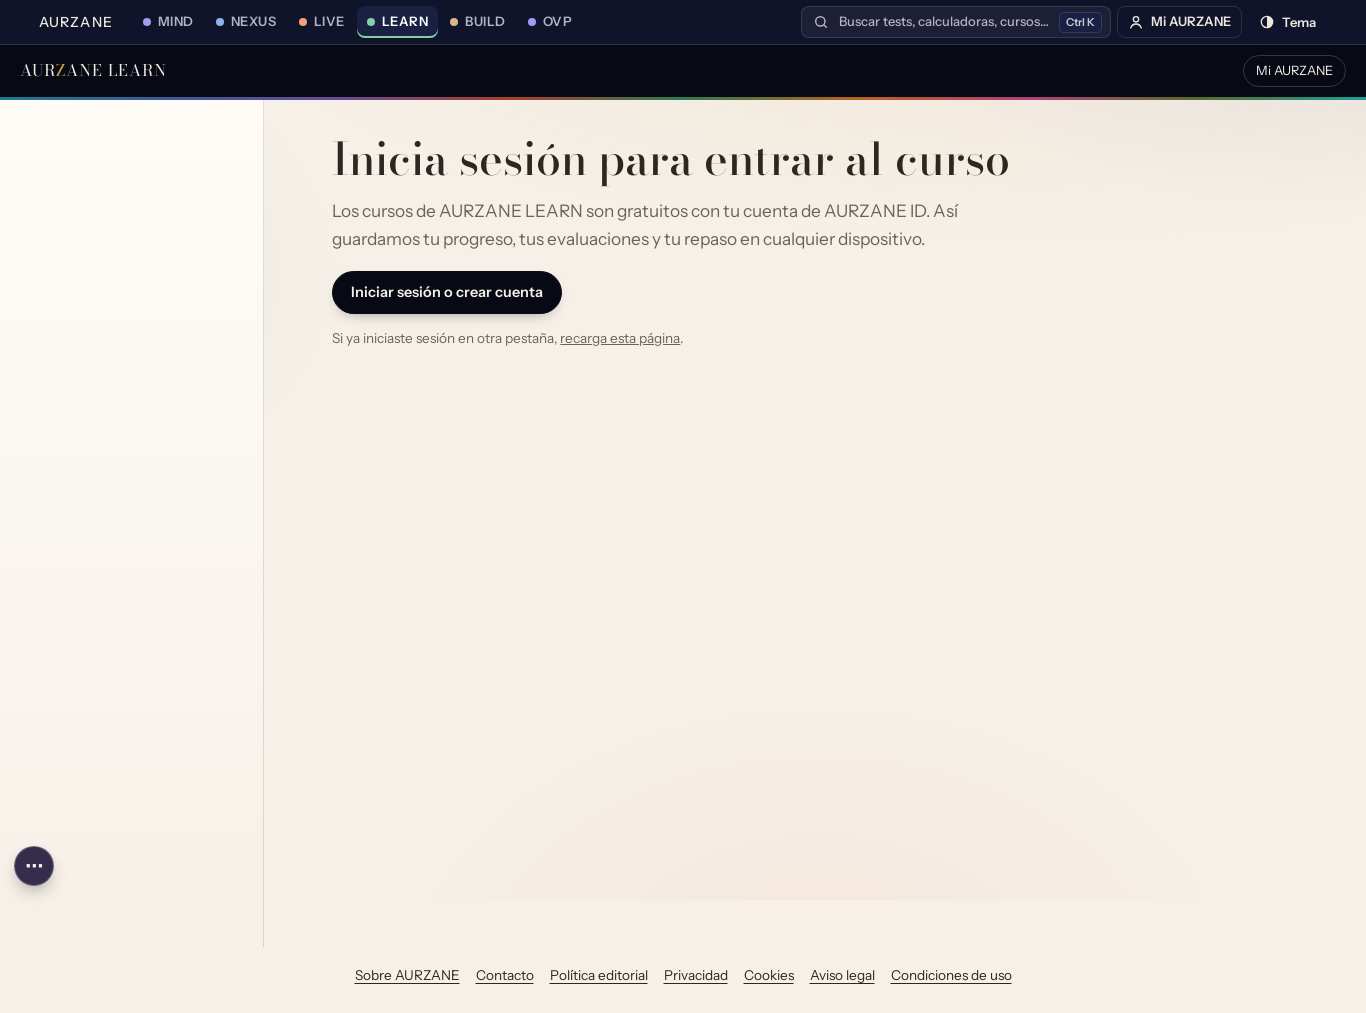 AURZANE
MIND
NEXUS
LIVE
LEARN
BUILD
OVP
Buscar tests, calculadoras, cursos...
Ctrl K
Mi AURZANE
Tema
AURZANE LEARN
Mi AURZANE
Inicia sesión para entrar al curso
Los cursos de AURZANE LEARN son gratuitos con tu cuenta de AURZANE ID. Así
guardamos tu progreso, tus evaluaciones y tu repaso en cualquier dispositivo.
Iniciar sesión o crear cuenta
Si ya iniciaste sesión en otra pestaña, recarga esta página.
Sobre AURZANE
Contacto
Política editorial
Privacidad
Cookies
Aviso legal
Condiciones de uso